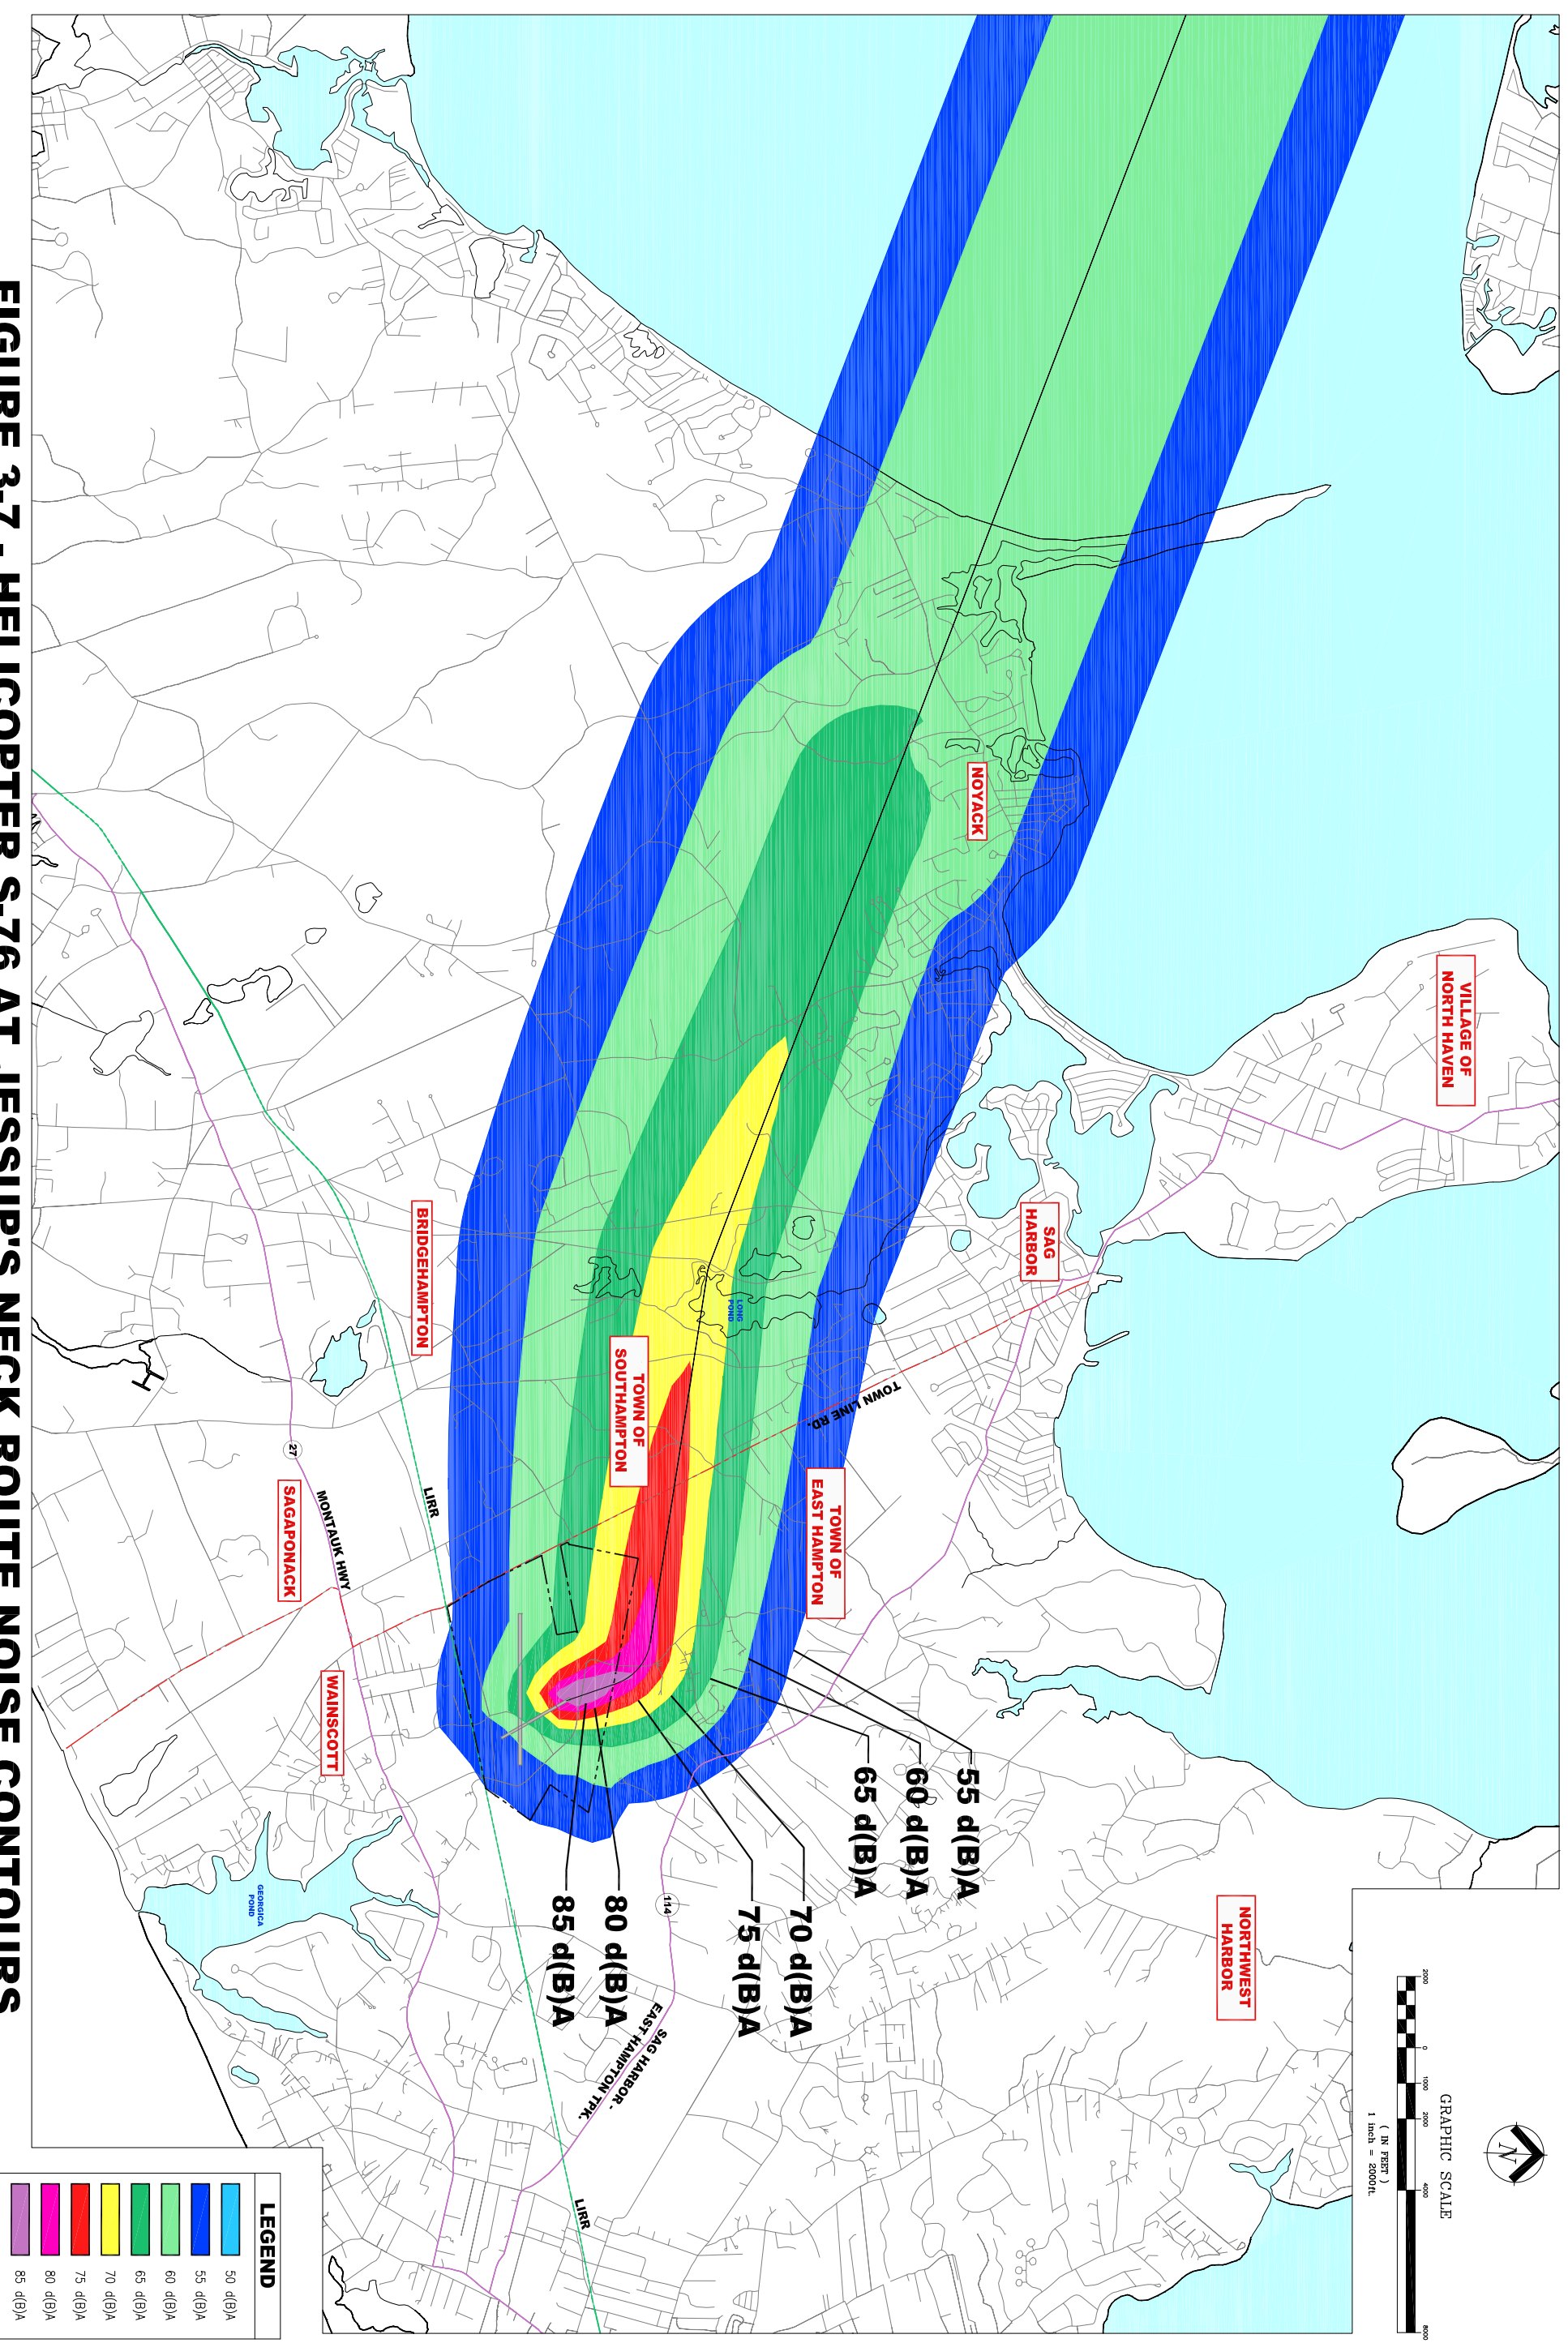 VILLAGE OF
NORTH HAVEN
NOYACK
SAG
HARBOR
LONG
POND
BRIDGEHAMPTON
TOWN OF
SOUTHAMPTON
TOWN LINE RD.
TOWN OF
EAST HAMPTON
27
LIRR
MONTAUK HWY
SAGAPONACK
WAINSCOTT
55 d(B)A
60 d(B)A
65 d(B)A
70 d(B)A
75 d(B)A
80 d(B)A
85 d(B)A
114
GEORGICA
POND
NORTHWEST
HARBOR
SAG HARBOR -
EAST HAMPTON TPK.
LIRR
GRAPHIC SCALE
2000 0 1000 2000 4000 8000
( IN FEET )
1 inch = 2000ft.
N
LEGEND
50 d(B)A
55 d(B)A
60 d(B)A
65 d(B)A
70 d(B)A
75 d(B)A
80 d(B)A
85 d(B)A
FIGURE 3-7 - HELICOPTER S-76 AT JESSUP'S NECK ROUTE NOISE CONTOURS